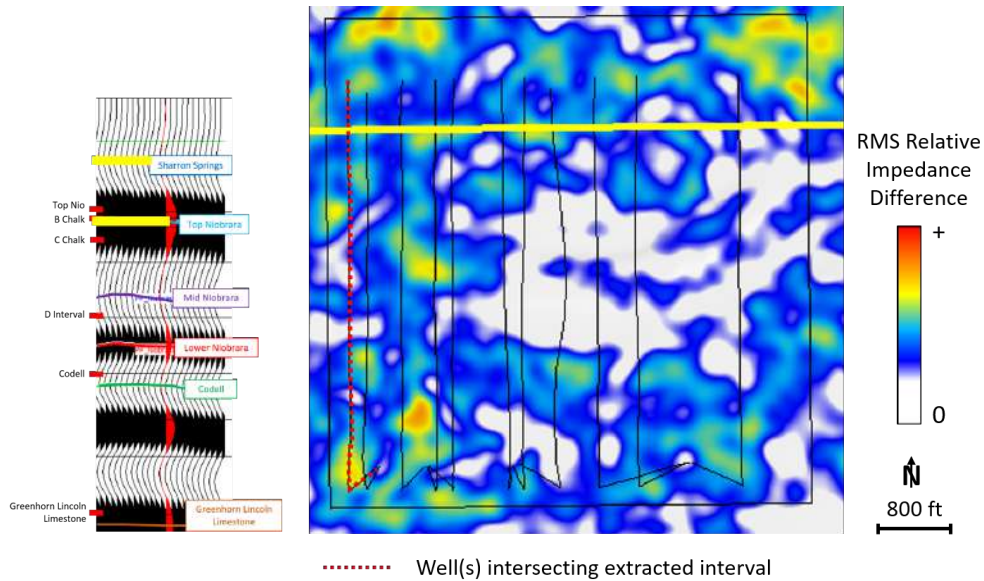 Sharron Springs
Top Nio
B Chalk
Top Niobrara
C Chalk
Mid Niobrara
D Interval
Lower Niobrara
Codell
Codell
Greenhorn Lincoln
Limestone
Greenhorn Lincoln
Limestone
RMS Relative
Impedance
Difference
+
0
N
800 ft
Well(s) intersecting extracted interval